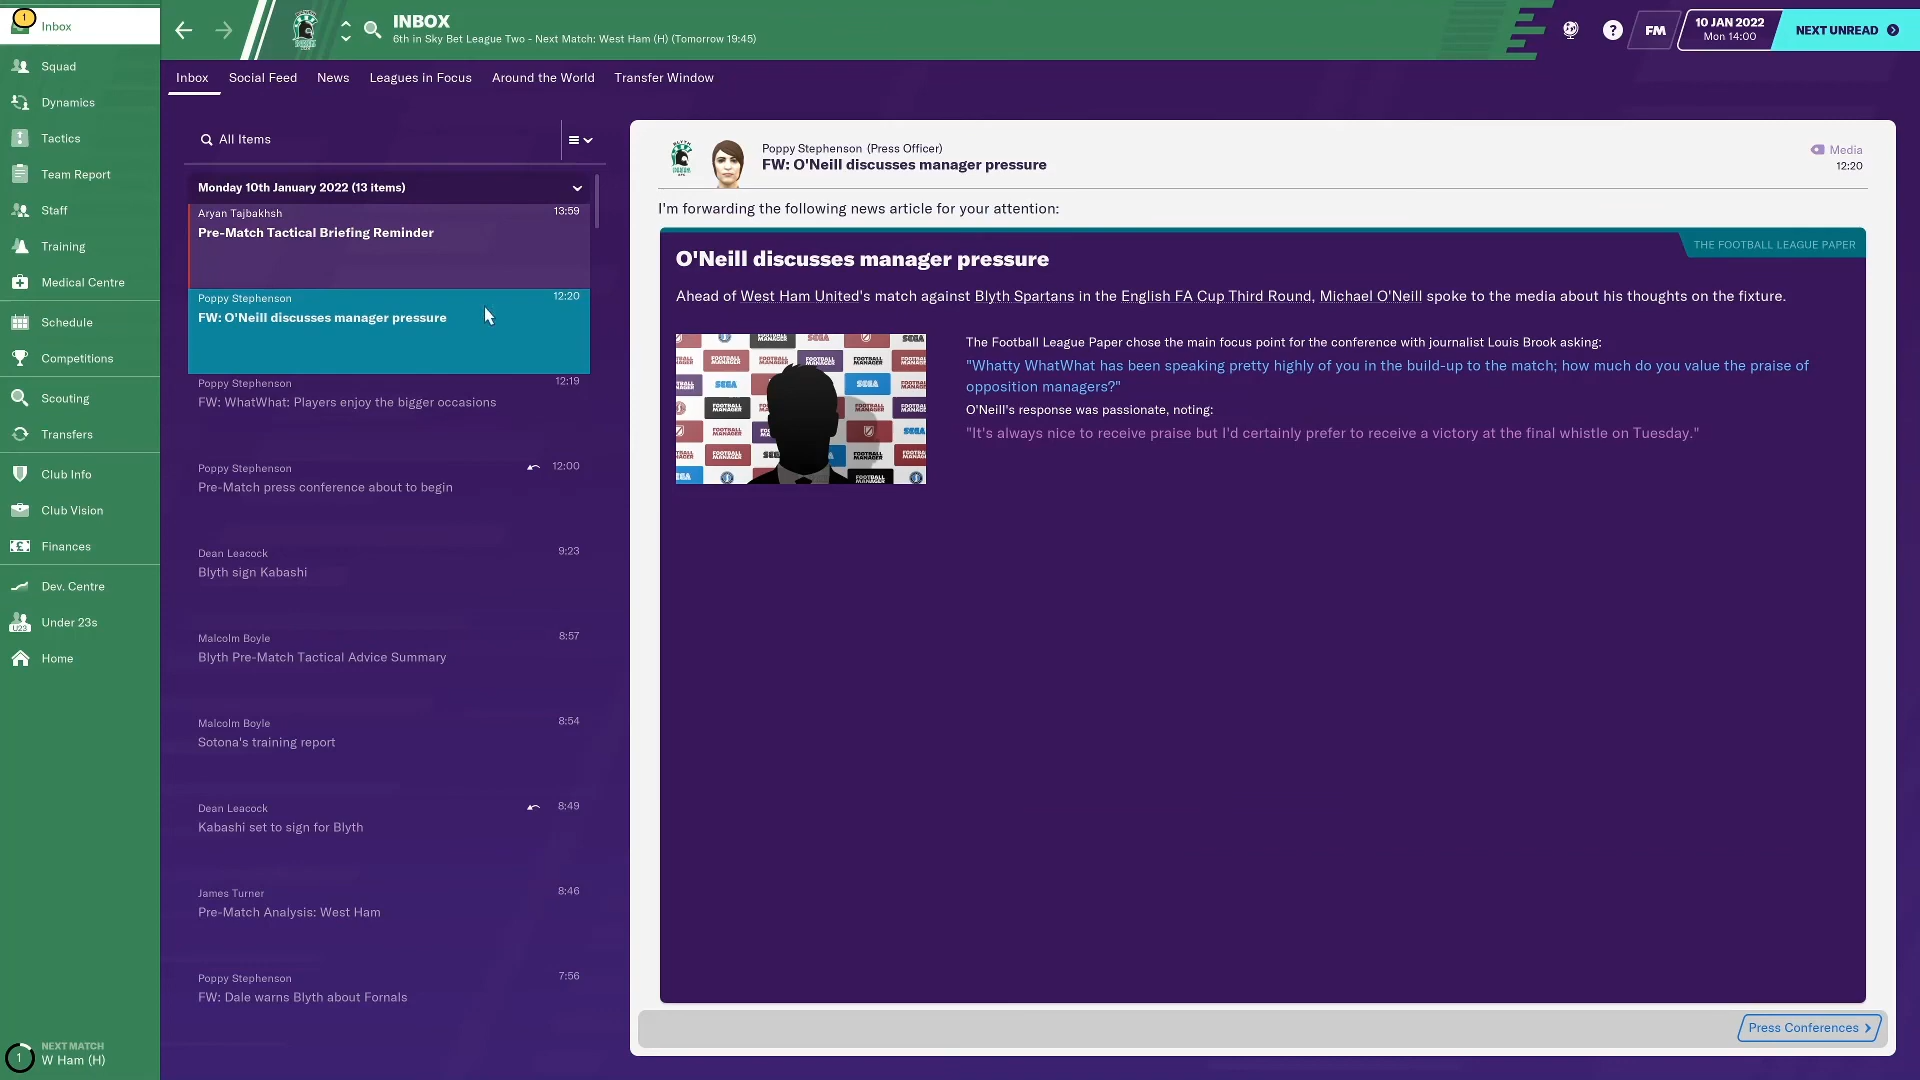 1
Inbox
Squad
Dynamics
Tactics
Team Report
Staff
Training
Medical Centre
Schedule
Competitions
Scouting
Transfers
Club Info
Club Vision
Finances
Dev. Centre
U23
Under 23s
Home
NEXT MATCH
1
W Ham (H)
INBOX
6th in Sky Bet League Two - Next Match: West Ham (H) (Tomorrow 19:45)
?
FM
10 JAN 2022
Mon 14:00
NEXT UNREAD
Inbox Social Feed News Leagues in Focus Around the World Transfer Window
All Items
Monday 10th January 2022 (13 items)
Aryan Tajbakhsh 13:59
Pre-Match Tactical Briefing Reminder
Poppy Stephenson 12:20
FW: O'Neill discusses manager pressure
Poppy Stephenson 12:19
FW: WhatWhat: Players enjoy the bigger occasions
Poppy Stephenson 12:00
Pre-Match press conference about to begin
Dean Leacock 9:23
Blyth sign Kabashi
Malcolm Boyle 8:57
Blyth Pre-Match Tactical Advice Summary
Malcolm Boyle 8:54
Sotona's training report
Dean Leacock 8:49
Kabashi set to sign for Blyth
James Turner 8:46
Pre-Match Analysis: West Ham
Poppy Stephenson 7:56
FW: Dale warns Blyth about Fornals
Poppy Stephenson (Press Officer)
FW: O'Neill discusses manager pressure
Media
12:20
I'm forwarding the following news article for your attention:
THE FOOTBALL LEAGUE PAPER
O'Neill discusses manager pressure
Ahead of West Ham United's match against Blyth Spartans in the English FA Cup Third Round, Michael O'Neill spoke to the media about his thoughts on the fixture.
The Football League Paper chose the main focus point for the conference with journalist Louis Brook asking:
"Whatty WhatWhat has been speaking pretty highly of you in the build-up to the match; how much do you value the praise of
opposition managers?"
O'Neill's response was passionate, noting:
"It's always nice to receive praise but I'd certainly prefer to receive a victory at the final whistle on Tuesday."
FOOTBALL MANAGER
SEGA
Press Conferences